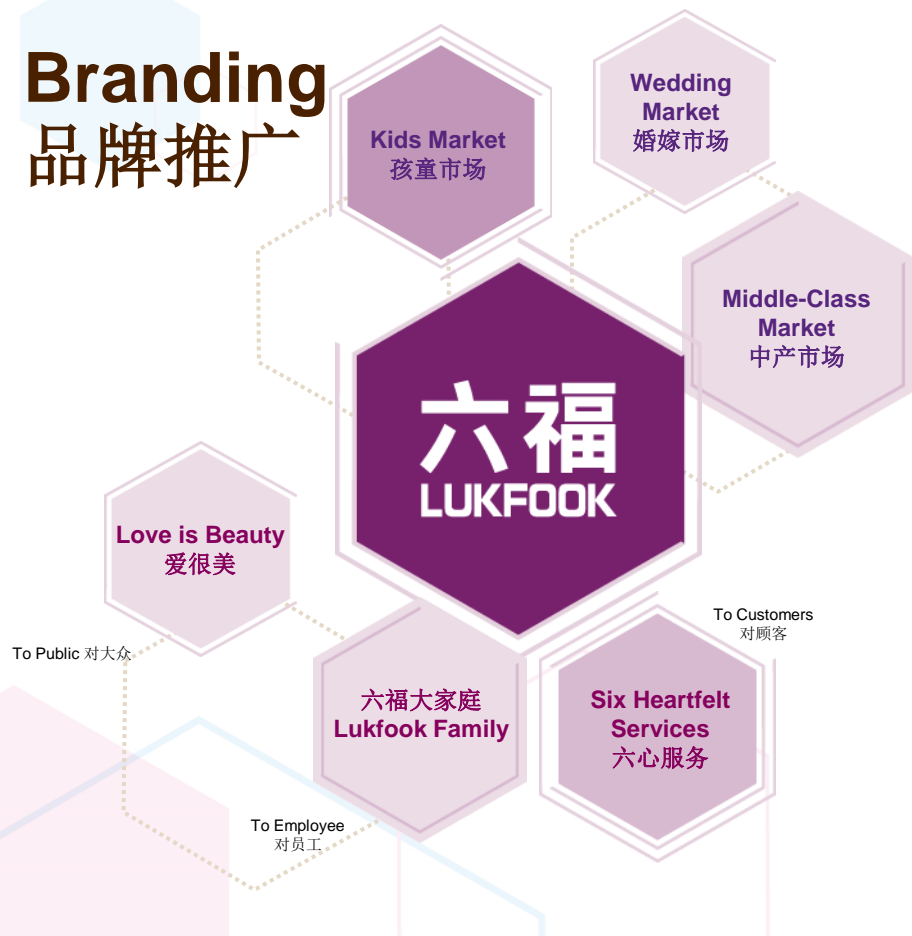 Branding
品牌推广
Kids Market
孩童市场
Wedding
Market
婚嫁市场
Middle-Class
Market
中产市场
六福
LUKFOOK
Love is Beauty
爱很美
To Public 对大众
To Customers
对顾客
六福大家庭
Lukfook Family
Six Heartfelt
Services
六心服务
To Employee
对员工